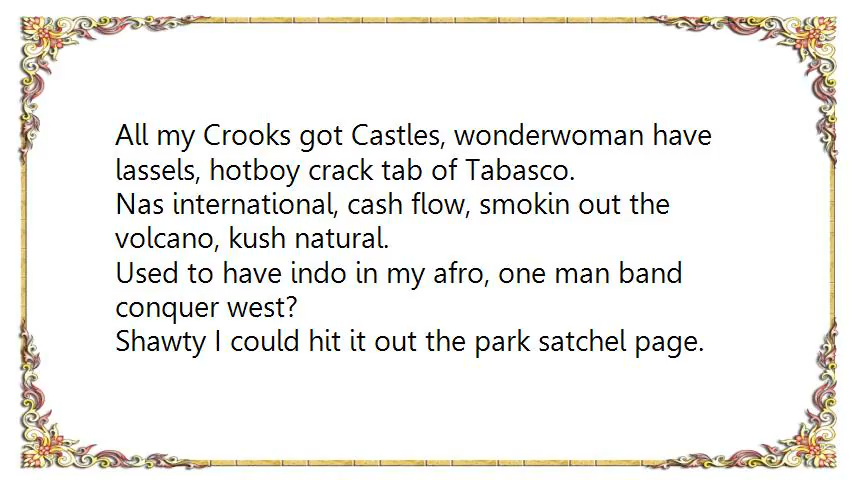 All my Crooks got Castles, wonderwoman have
lassels, hotboy crack tab of Tabasco.
Nas international, cash flow, smokin out the
volcano, kush natural.
Used to have indo in my afro, one man band
conquer west?
Shawty I could hit it out the park satchel page.